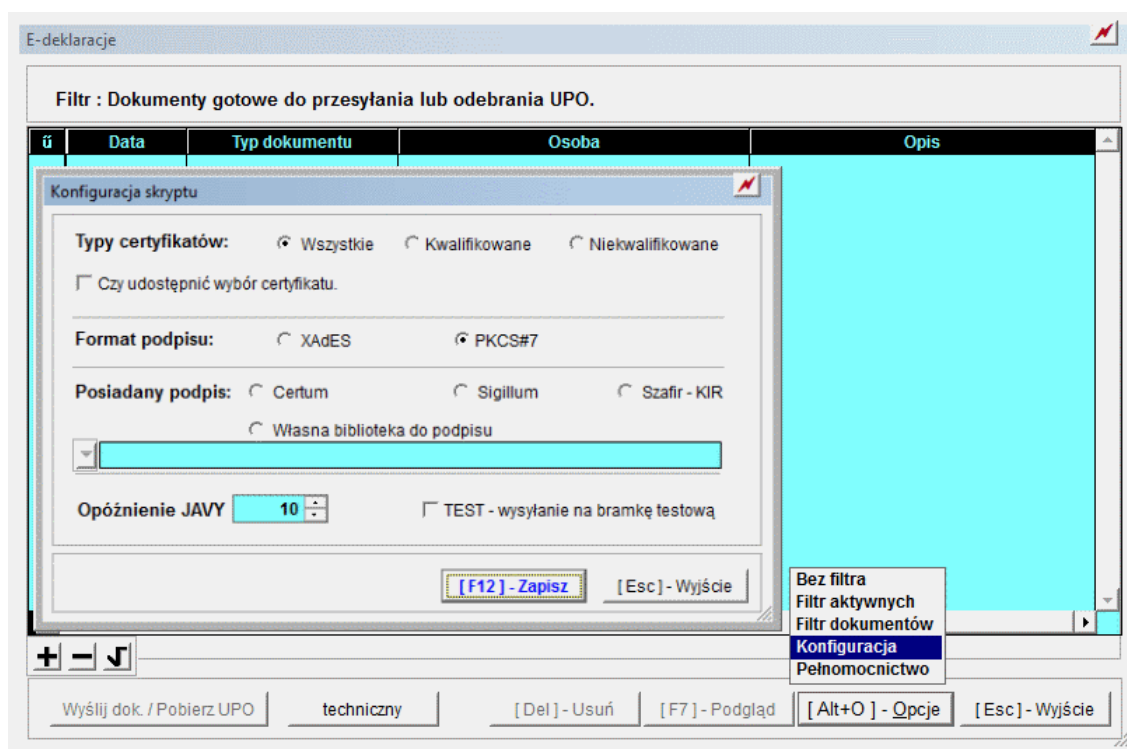 E-deklaracje
Filtr : Dokumenty gotowe do przesyłania lub odebrania UPO.
ű Data Typ dokumentu Osoba Opis
Konfiguracja skryptu
Typy certyfikatów: Wszystkie Kwalifikowane Niekwalifikowane
Czy udostępnić wybór certyfikatu.
Format podpisu: XAdES PKCS#7
Posiadany podpis: Certum Sigillum Szafir - KIR
Własna biblioteka do podpisu
Opóźnienie JAVY 10 TEST - wysyłanie na bramkę testową
[ F12 ] - Zapisz [ Esc ] - Wyjście
Bez filtra
Filtr aktywnych
Filtr dokumentów
Konfiguracja
Pełnomocnictwo
Wyślij dok. / Pobierz UPO techniczny [ Del ] - Usuń [ F7 ] - Podgląd [ Alt+O ] - Opcje [ Esc ] - Wyjście